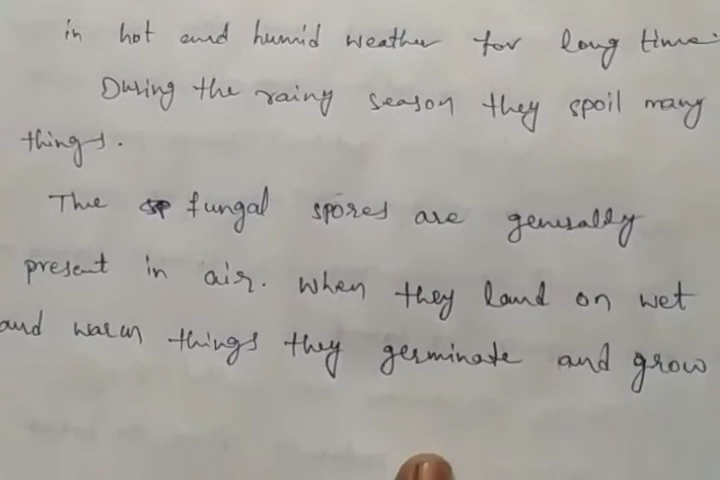 in hot and humid weather for long time.
During the rainy season they spoil many
things.
The fungal spores are generally
present in air. When they land on wet
and warm things they germinate and grow